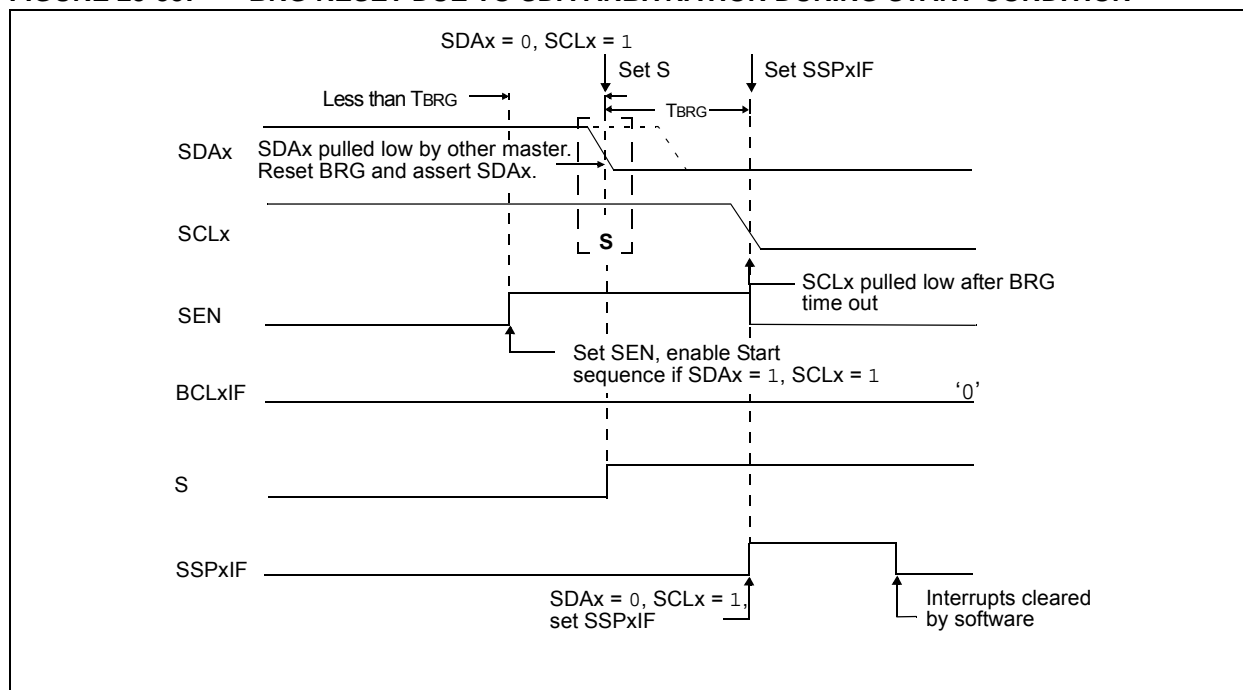 SDAx = 0, SCLx = 1
Set S
Set SSPxIF
Less than TBRG
TBRG
SDAx
SDAx pulled low by other master.
Reset BRG and assert SDAx.
SCLx
S
SCLx pulled low after BRG
time out
SEN
Set SEN, enable Start
sequence if SDAx = 1, SCLx = 1
BCLxIF
‘0’
S
SSPxIF
SDAx = 0, SCLx = 1,
set SSPxIF
Interrupts cleared
by software